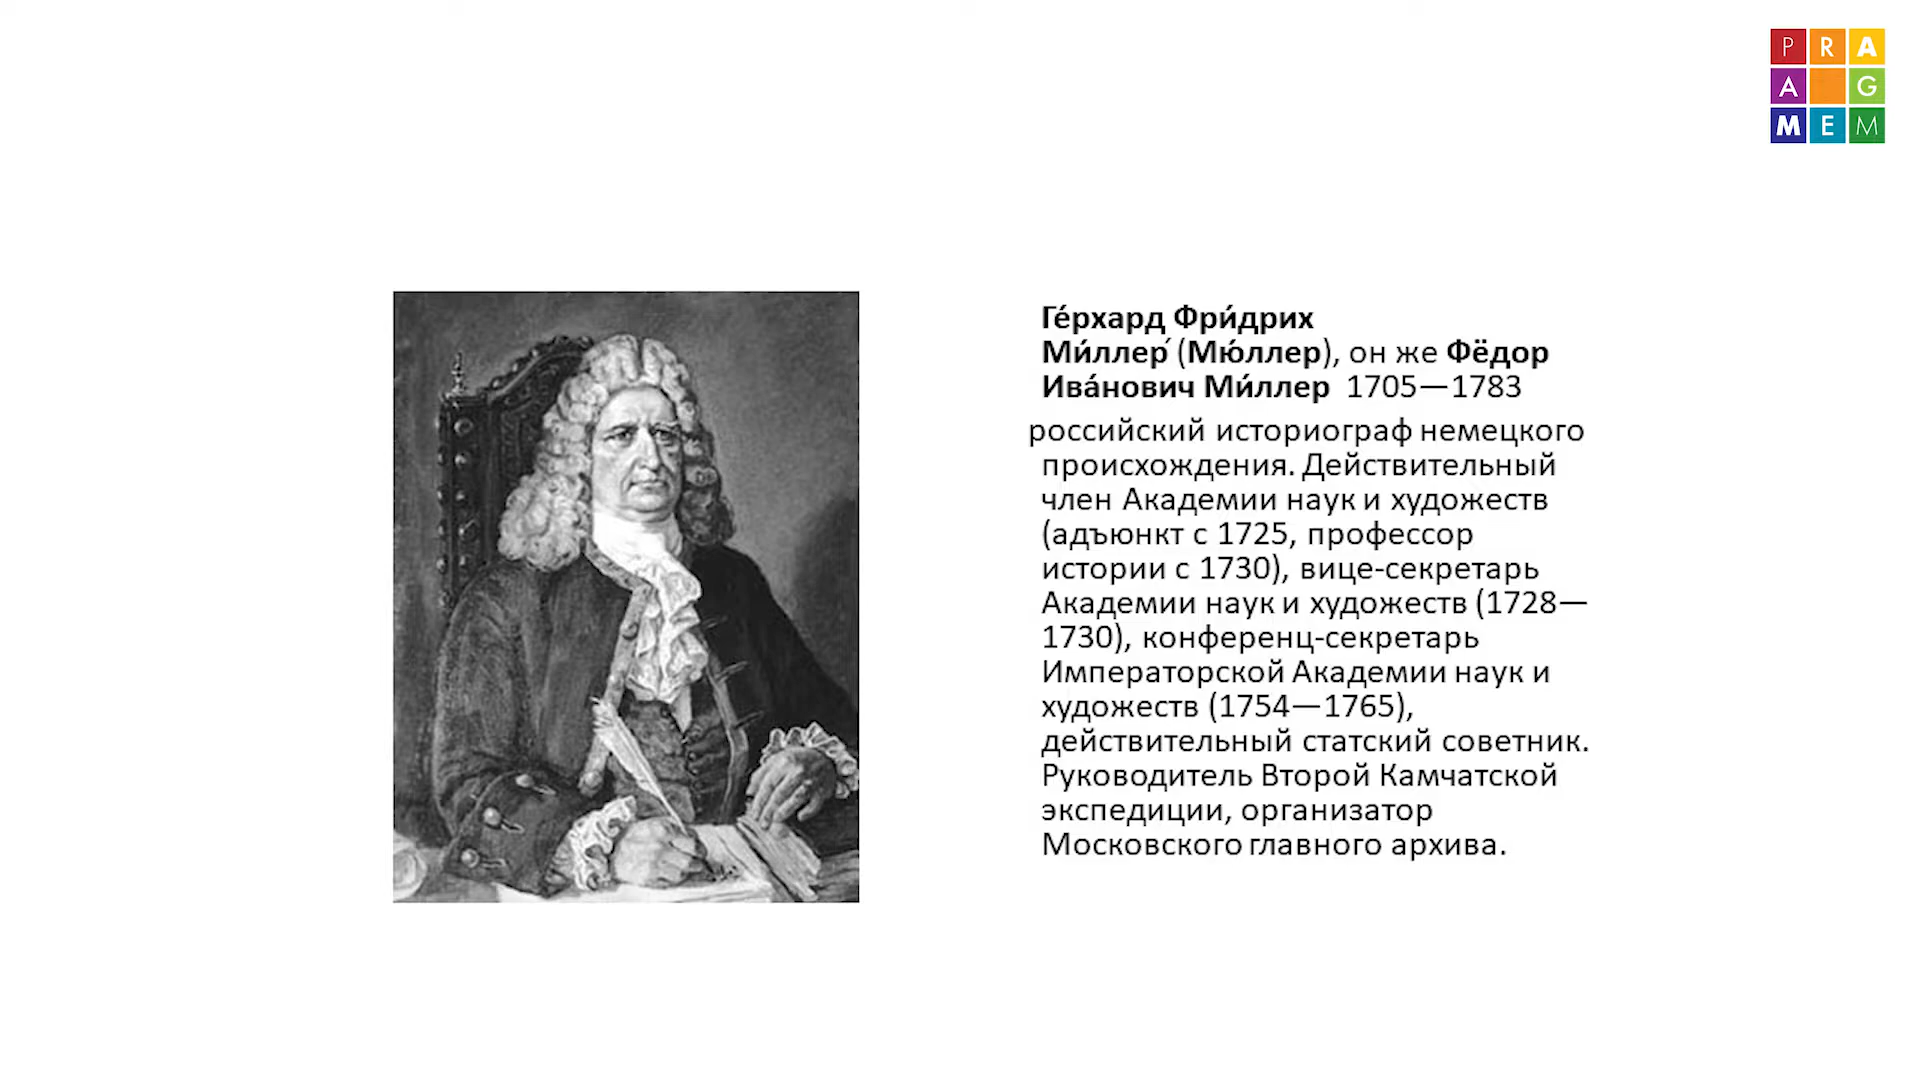 PRA
A G
MEM
Ге́рхард Фри́дрих
Ми́ллер́ (Мю́ллер), он же Фёдор
Ива́нович Ми́ллер 1705—1783
российский историограф немецкого
происхождения. Действительный
член Академии наук и художеств
(адъюнкт с 1725, профессор
истории с 1730), вице-секретарь
Академии наук и художеств (1728—
1730), конференц-секретарь
Императорской Академии наук и
художеств (1754—1765),
действительный статский советник.
Руководитель Второй Камчатской
экспедиции, организатор
Московского главного архива.